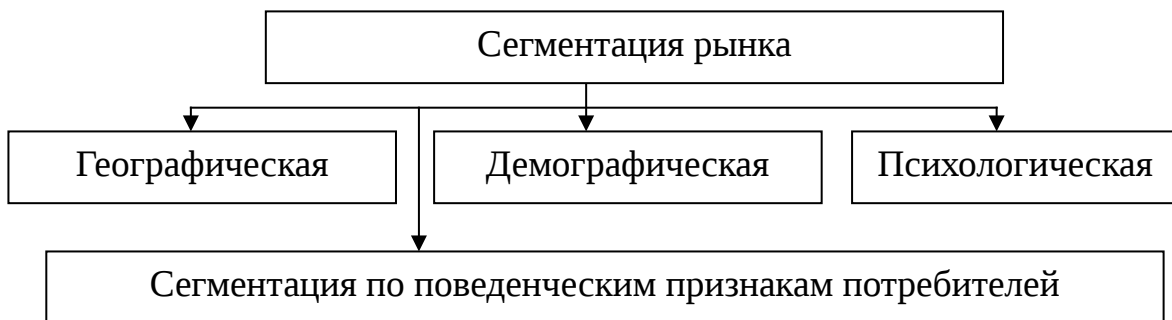 Сегментация рынка
Географическая
Демографическая
Психологическая
Сегментация по поведенческим признакам потребителей